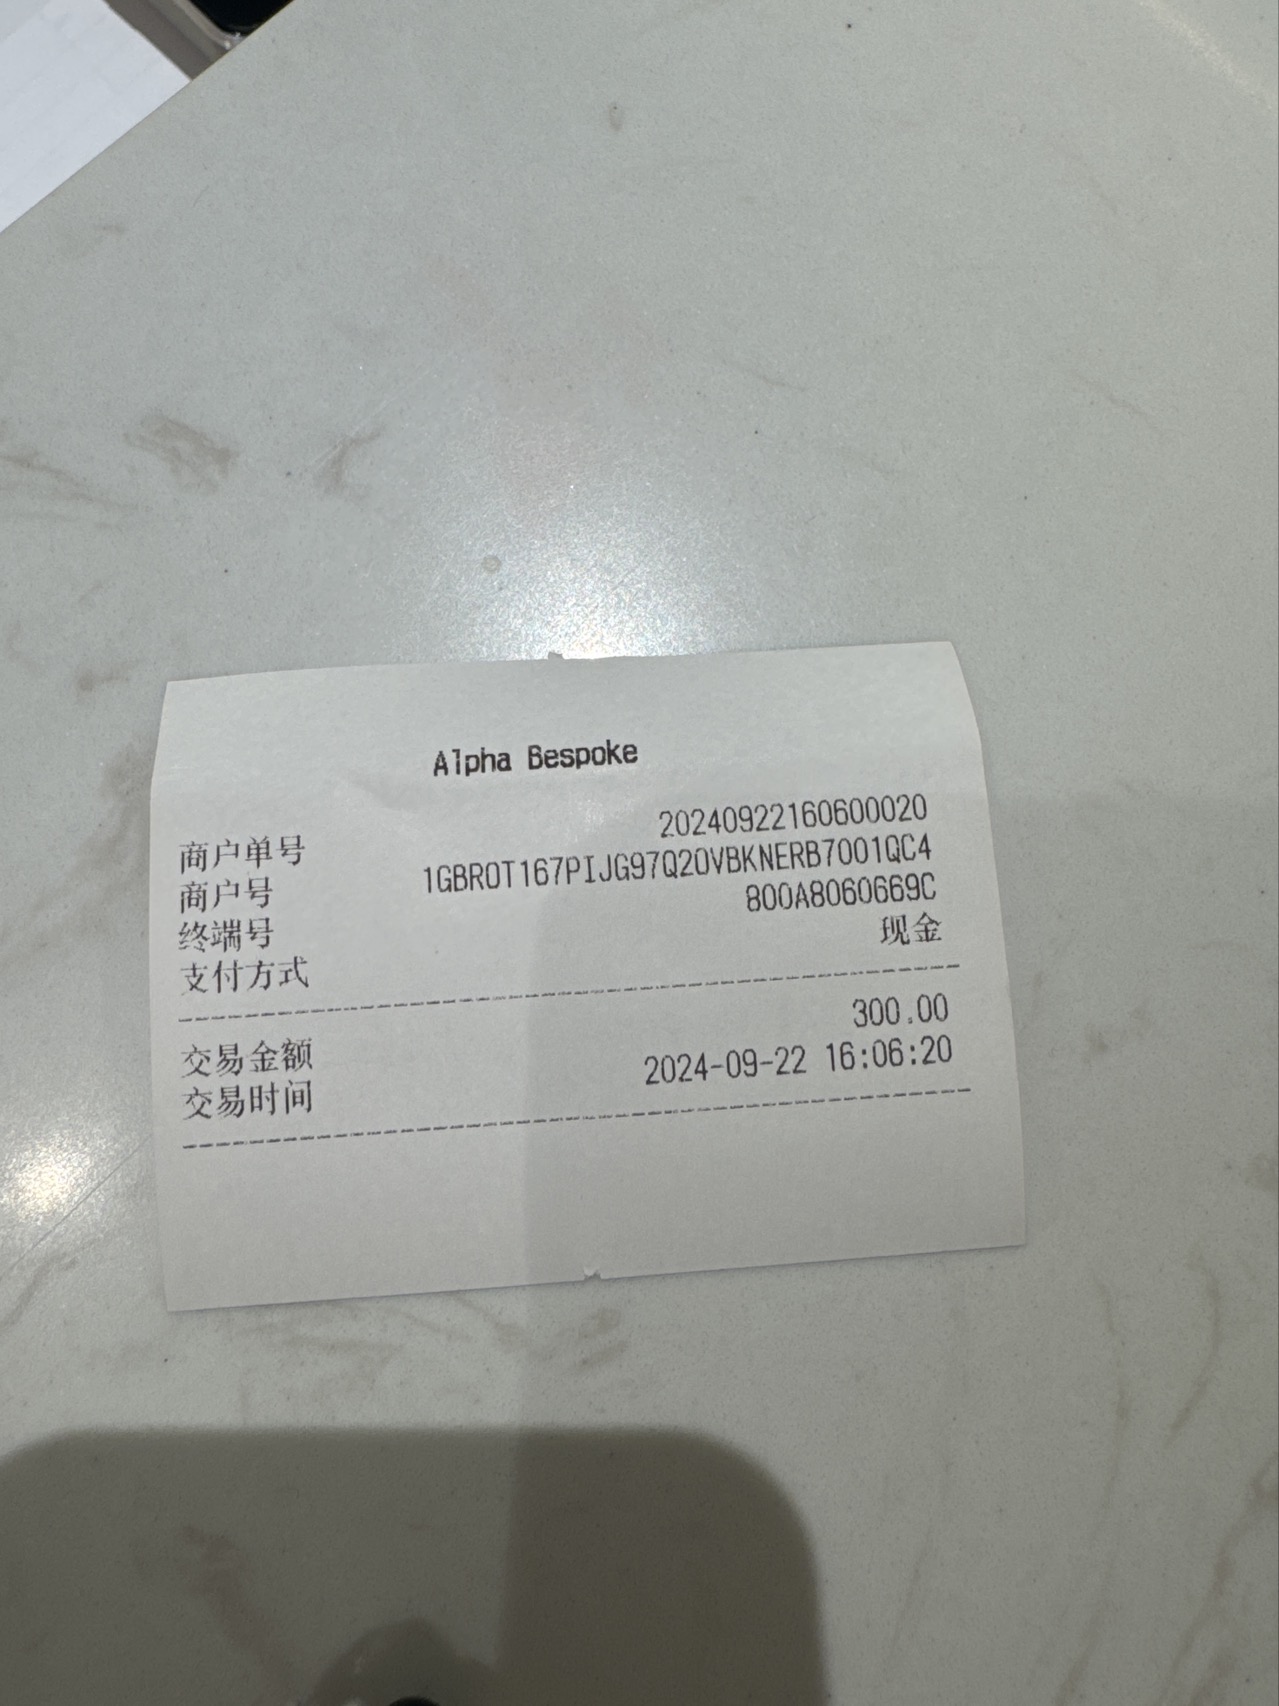 Alpha Bespoke
商户单号 20240922160600020
商户号 1GBR0T167PIJG97Q20VBKNERB7001QC4
终端号 800A8060669C
支付方式 现金
交易金额 300.00
交易时间 2024-09-22 16:06:20